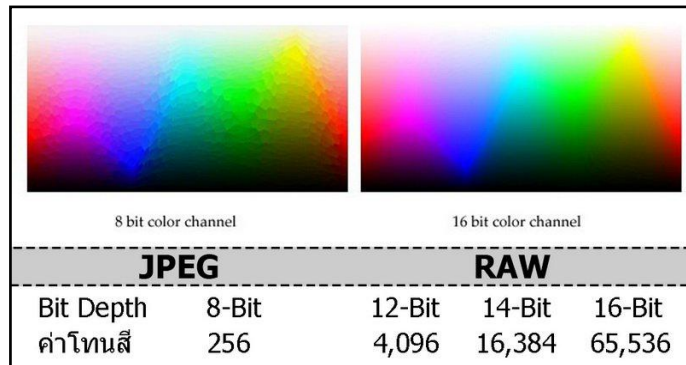 8 bit color channel 16 bit color channel
JPEG RAW
Bit Depth 8-Bit 12-Bit 14-Bit 16-Bit
ค่าโทนสี 256 4,096 16,384 65,536